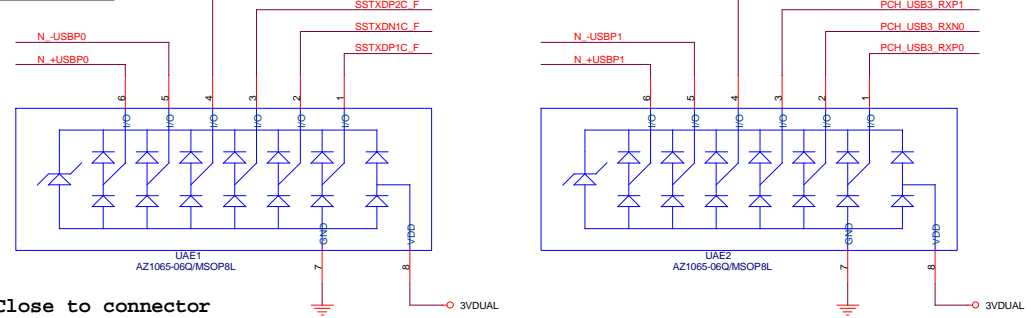 SSTXDP2C_F
SSTXDN1C_F
SSTXDP1C_F
N_-USBP0
N_+USBP0
6
5
4
3
2
1
I/O
I/O
I/O
I/O
I/O
I/O
GND
VDD
UAE1
AZ1065-06Q/MSOP8L
7
8
3VDUAL
Close to connector
PCH_USB3_RXP1
PCH_USB3_RXN0
PCH_USB3_RXP0
N_-USBP1
N_+USBP1
6
5
4
3
2
1
I/O
I/O
I/O
I/O
I/O
I/O
GND
VDD
UAE2
AZ1065-06Q/MSOP8L
7
8
3VDUAL